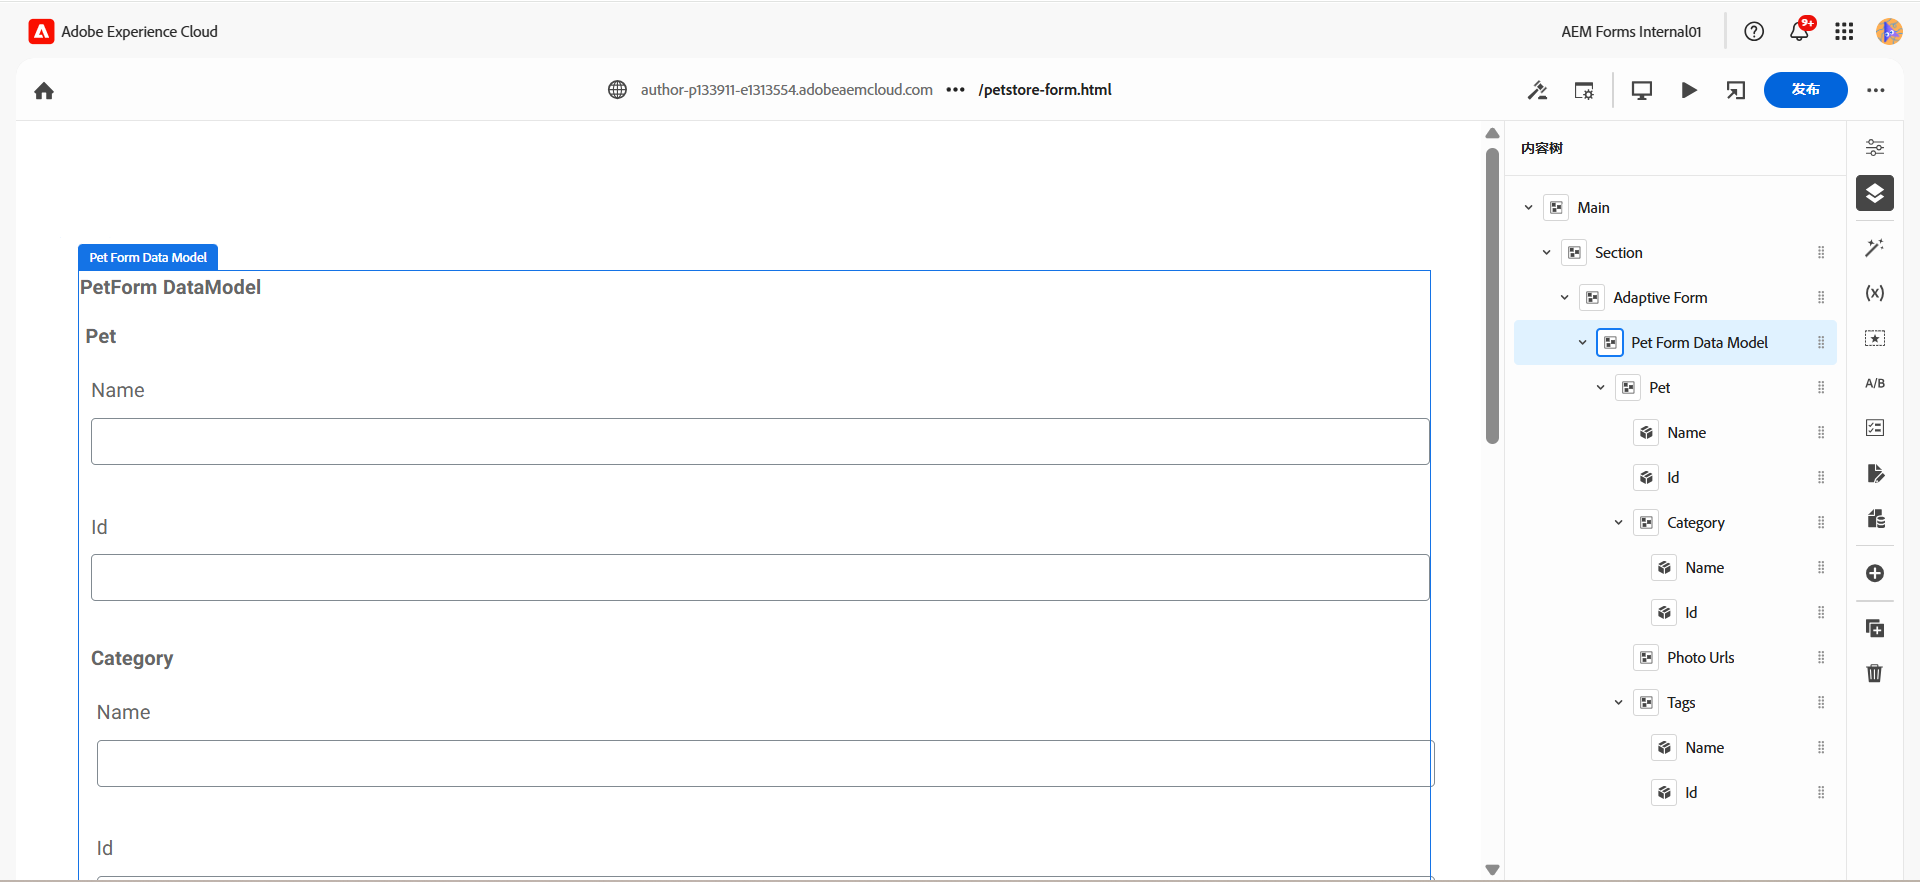 Adobe Experience Cloud
AEM Forms Internal01
9+
author-p133911-e1313554.adobeaemcloud.com ••• /petstore-form.html
发布
内容树
Pet Form Data Model
PetForm DataModel
Pet
Name
Id
Category
Name
Id
Main
Section
Adaptive Form
Pet Form Data Model
Pet
Name
Id
Category
Name
Id
Photo Urls
Tags
Name
Id
(x)
A/B